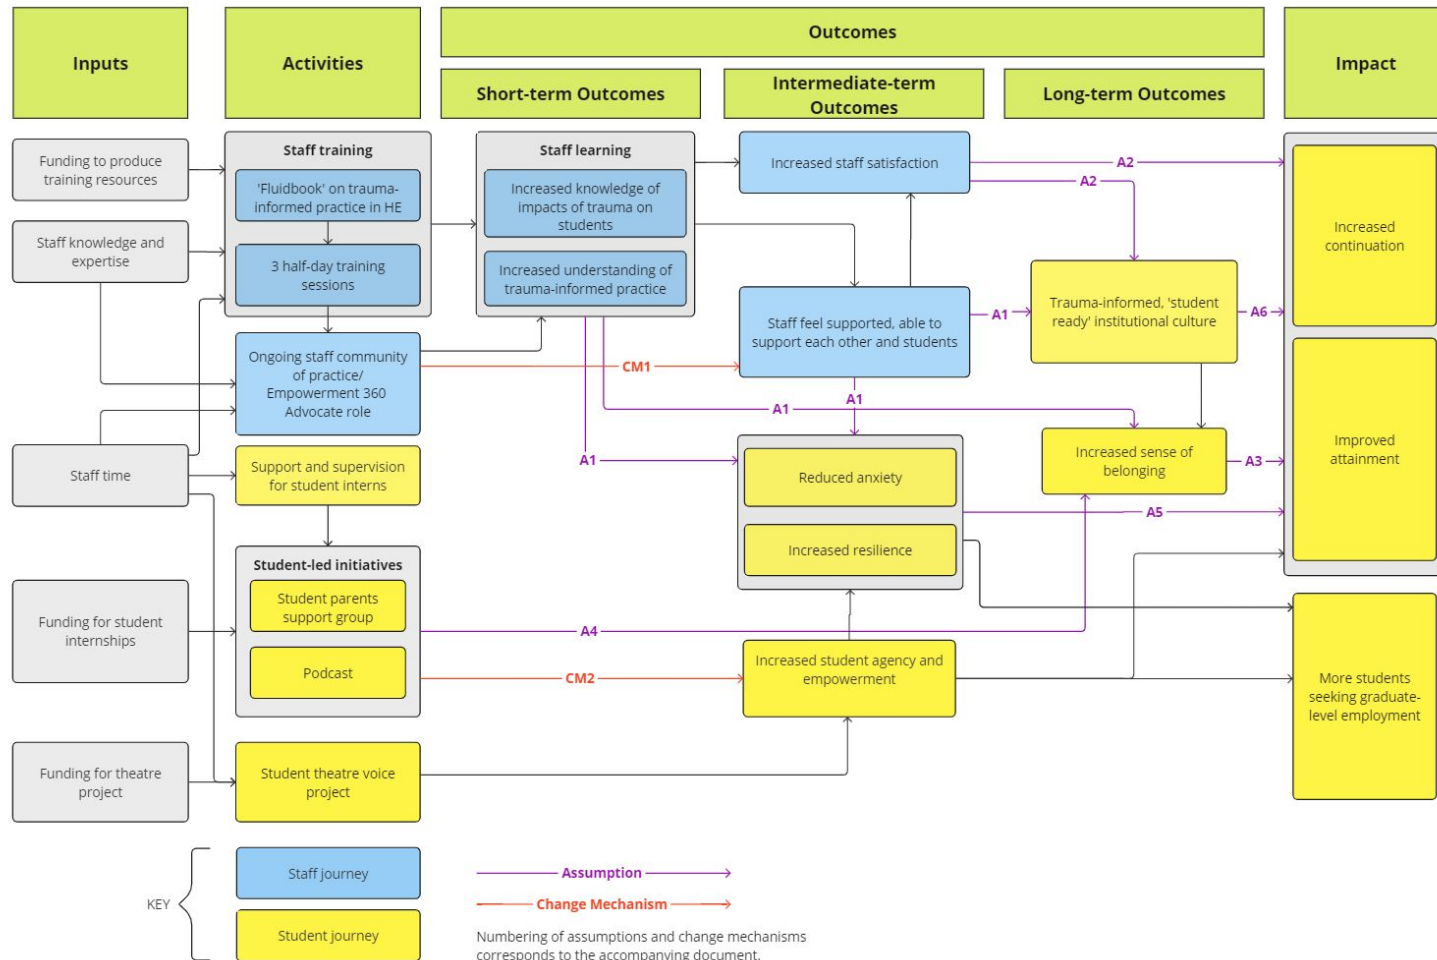 Inputs
Activities
Outcomes
Impact
Short-term Outcomes
Intermediate-term
Outcomes
Long-term Outcomes
Funding to produce
training resources
Staff knowledge and
expertise
Staff time
Funding for student
internships
Funding for theatre
project
Staff training
'Fluidbook' on trauma-
informed practice in HE
3 half-day training
sessions
Ongoing staff community
of practice/
Empowerment 360
Advocate role
Support and supervision
for student interns
Student-led initiatives
Student parents
support group
Podcast
Student theatre voice
project
Staff learning
Increased knowledge of
impacts of trauma on
students
Increased understanding of
trauma-informed practice
CM1
A1
A1
A4
CM2
Increased staff satisfaction
Staff feel supported, able to
support each other and students
A1
Reduced anxiety
Increased resilience
Increased student agency and
empowerment
A2
A2
A1
Trauma-informed, 'student
ready' institutional culture
A6
Increased sense of
belonging
A3
A5
Increased
continuation
Improved
attainment
More students
seeking graduate-
level employment
KEY
Staff journey
Student journey
Assumption
Change Mechanism
Numbering of assumptions and change mechanisms
corresponds to the accompanying document.